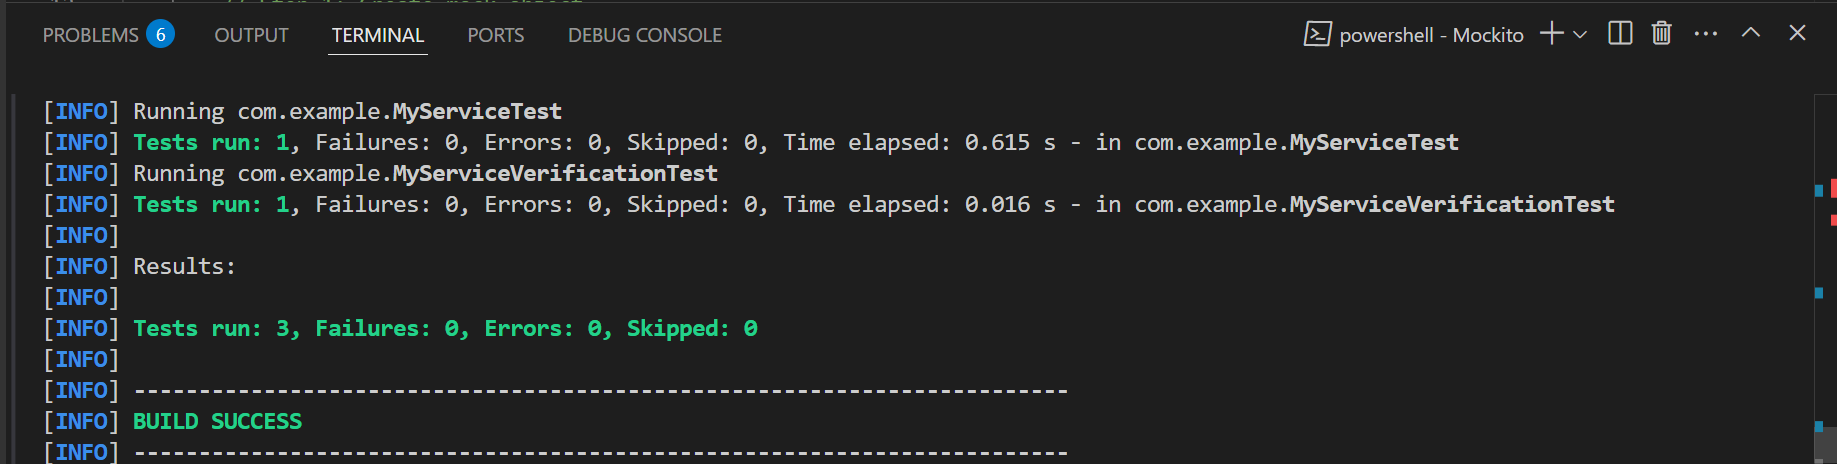 PROBLEMS 6 OUTPUT TERMINAL PORTS DEBUG CONSOLE powershell - Mockito
[INFO] Running com.example.MyServiceTest
[INFO] Tests run: 1, Failures: 0, Errors: 0, Skipped: 0, Time elapsed: 0.615 s - in com.example.MyServiceTest
[INFO] Running com.example.MyServiceVerificationTest
[INFO] Tests run: 1, Failures: 0, Errors: 0, Skipped: 0, Time elapsed: 0.016 s - in com.example.MyServiceVerificationTest
[INFO]
[INFO] Results:
[INFO]
[INFO] Tests run: 3, Failures: 0, Errors: 0, Skipped: 0
[INFO]
[INFO] ------------------------------------------------------------------------
[INFO] BUILD SUCCESS
[INFO] ------------------------------------------------------------------------